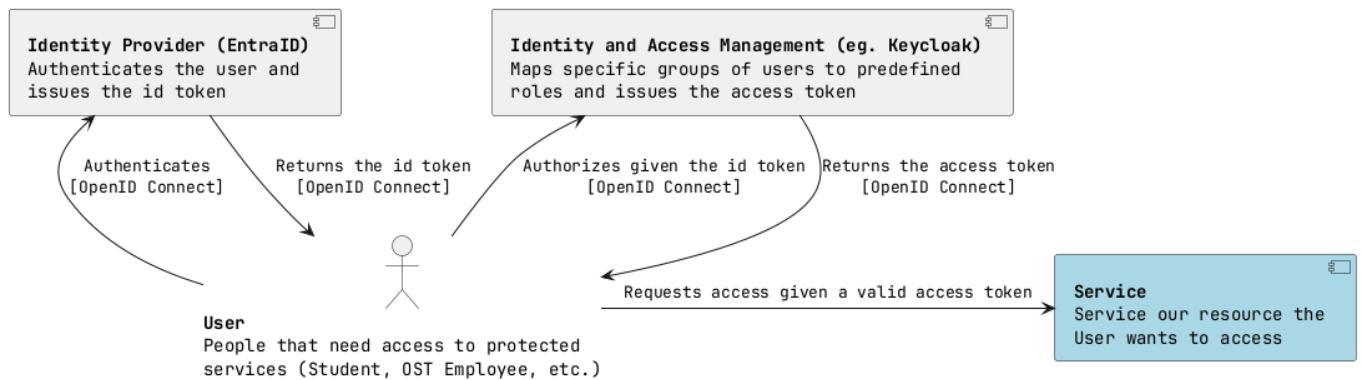 Identity Provider (EntraID)
Authenticates the user and
issues the id token
Identity and Access Management (eg. Keycloak)
Maps specific groups of users to predefined
roles and issues the access token
Authenticates
[OpenID Connect]
Returns the id token
[OpenID Connect]
Authorizes given the id token
[OpenID Connect]
Returns the access token
[OpenID Connect]
User
People that need access to protected
services (Student, OST Employee, etc.)
Requests access given a valid access token
Service
Service our resource the
User wants to access